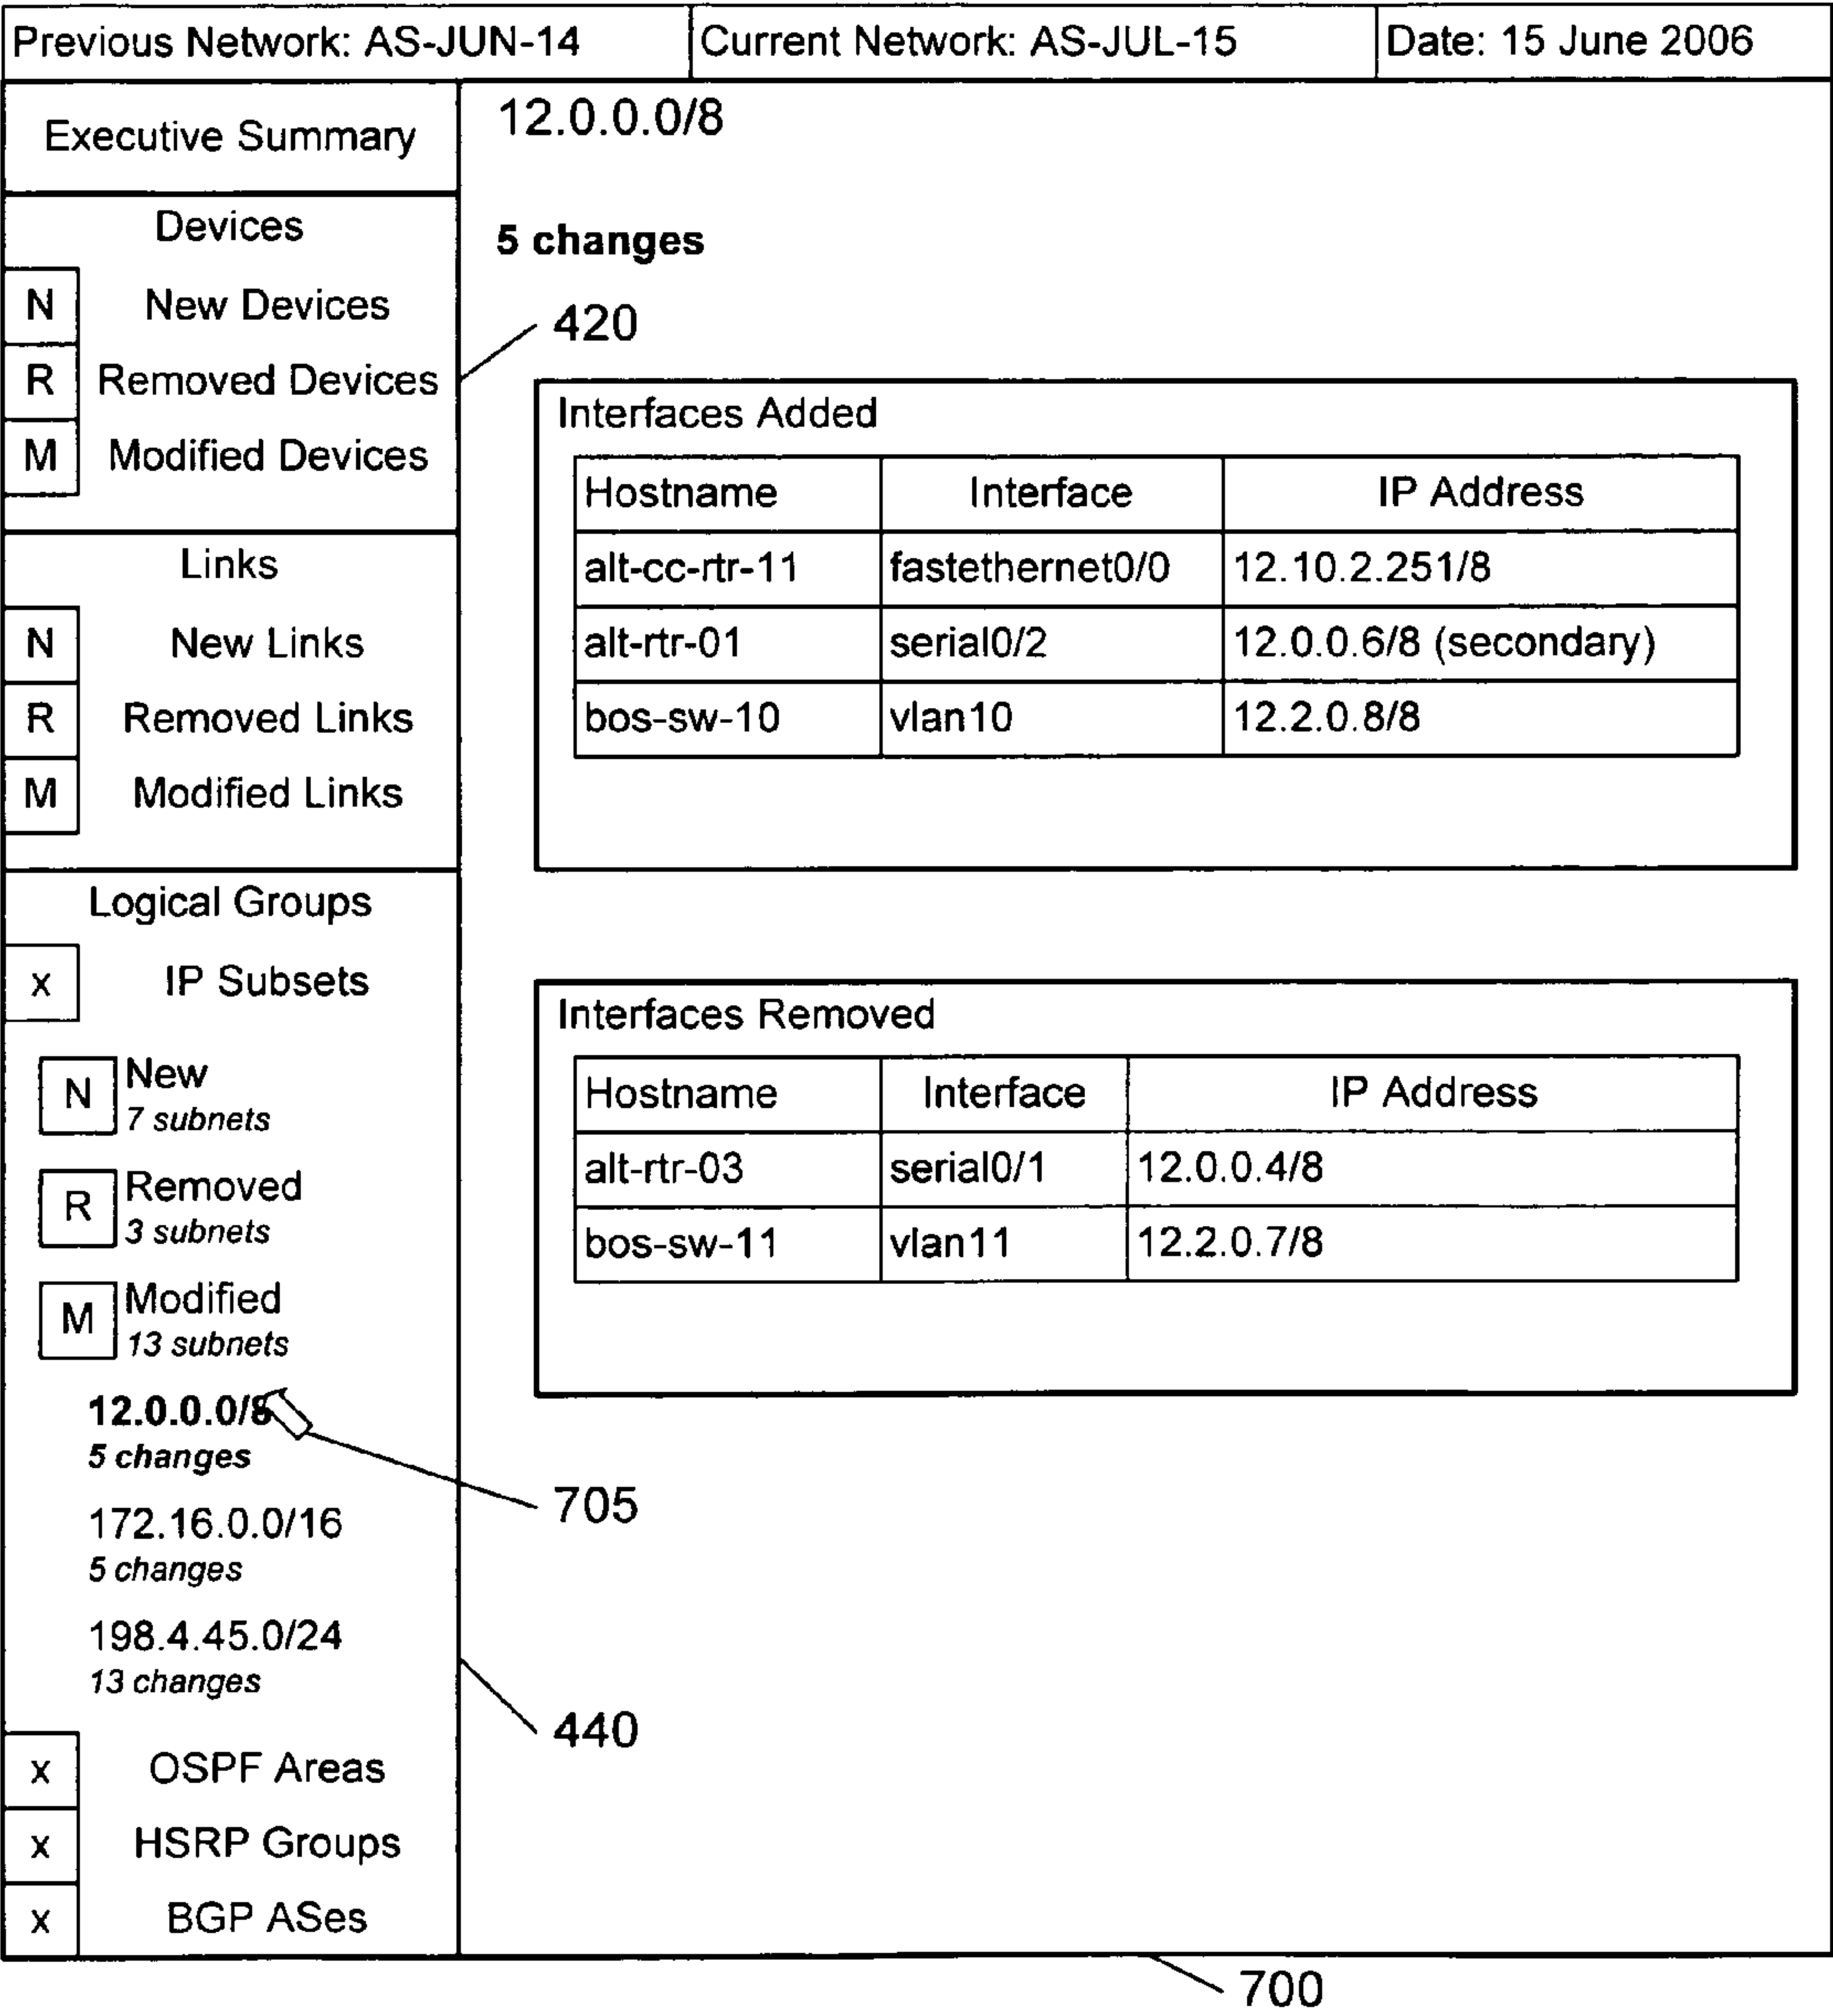 Previous Network: AS-JUN-14 Current Network: AS-JUL-15 Date: 15 June 2006
Executive Summary
Devices
N New Devices
R Removed Devices
M Modified Devices
Links
N New Links
R Removed Links
M Modified Links
Logical Groups
x IP Subsets
N New
7 subnets
R Removed
3 subnets
M Modified
13 subnets
12.0.0.0/8
5 changes
172.16.0.0/16
5 changes
198.4.45.0/24
13 changes
x OSPF Areas
x HSRP Groups
x BGP ASes
12.0.0.0/8
5 changes
420
Interfaces Added
Hostname Interface IP Address
alt-cc-rtr-11 fastethernet0/0 12.10.2.251/8
alt-rtr-01 serial0/2 12.0.0.6/8 (secondary)
bos-sw-10 vlan10 12.2.0.8/8
Interfaces Removed
Hostname Interface IP Address
alt-rtr-03 serial0/1 12.0.0.4/8
bos-sw-11 vlan11 12.2.0.7/8
705
440
700